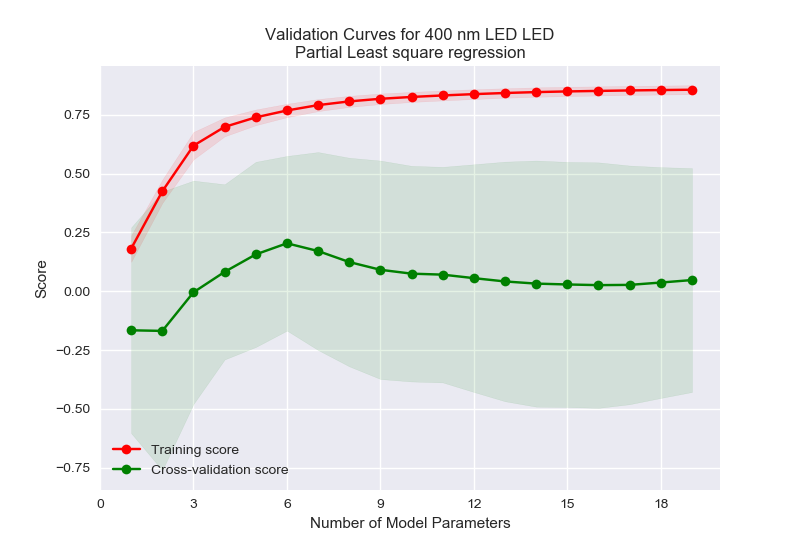 Validation Curves for 400 nm LED LED
Partial Least square regression
Score
0.75
0.50
0.25
0.00
−0.25
−0.50
−0.75
Training score
Cross-validation score
0 3 6 9 12 15 18
Number of Model Parameters